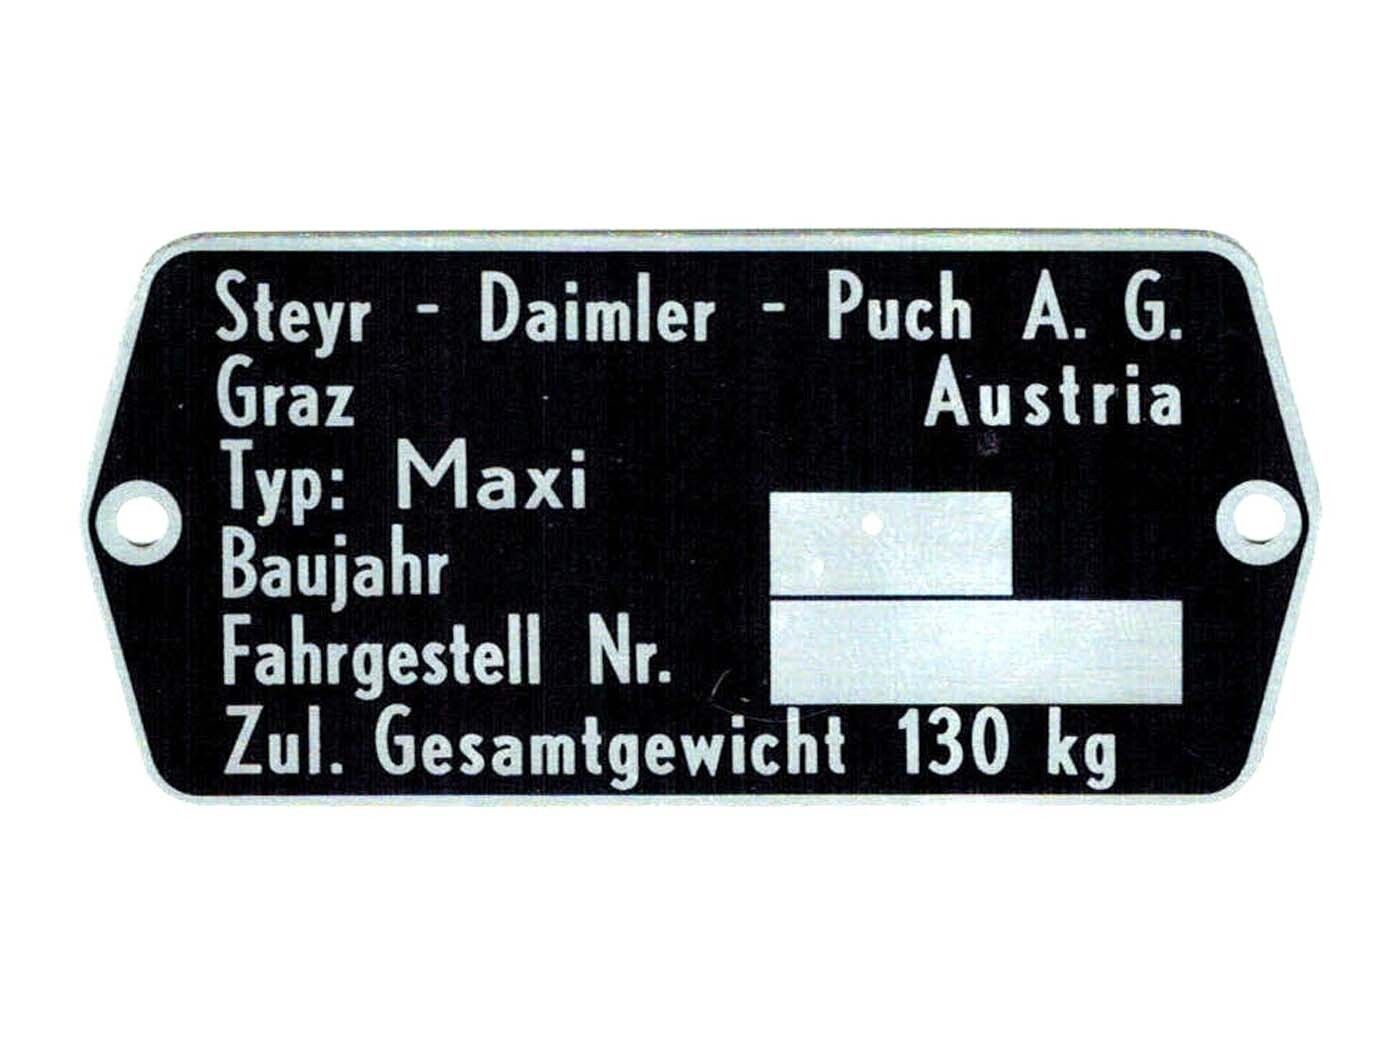 Steyr - Daimler - Puch A. G.
Graz Austria
Typ: Maxi
Baujahr
Fahrgestell Nr.
Zul. Gesamtgewicht 130 kg